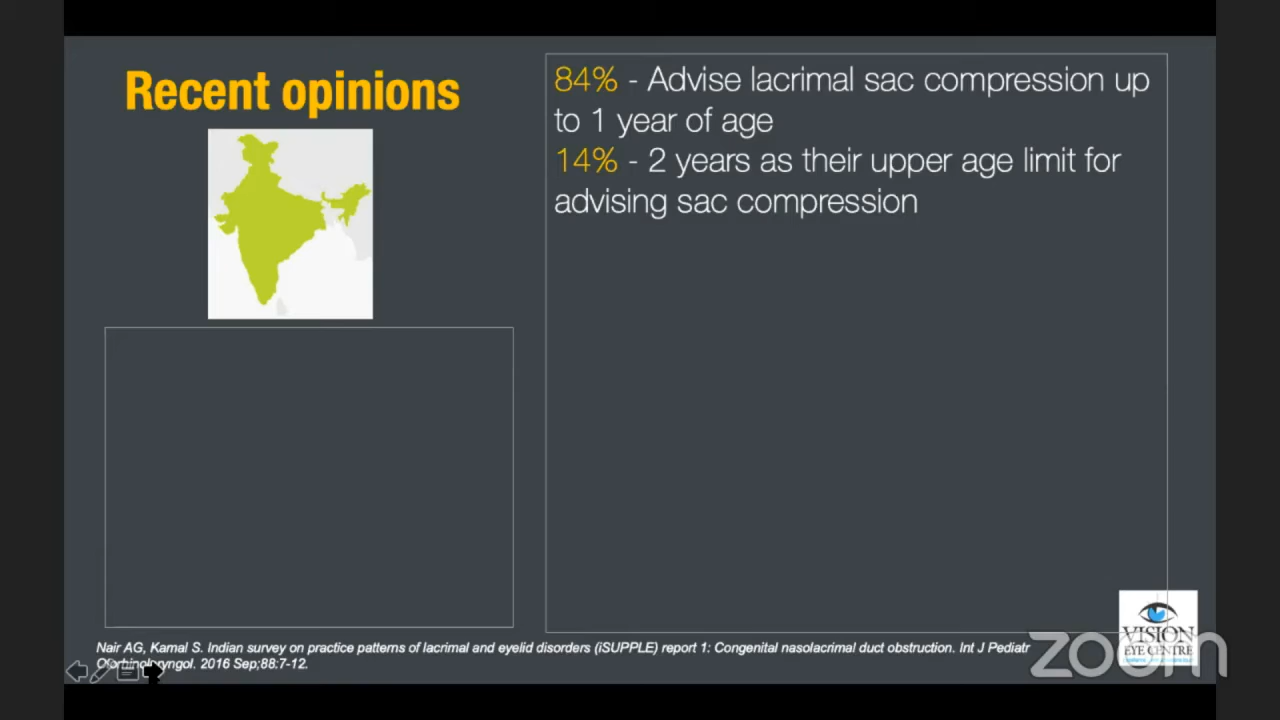 Recent opinions
84% - Advise lacrimal sac compression up
to 1 year of age
14% - 2 years as their upper age limit for
advising sac compression
Nair AG, Kamal S. Indian survey on practice patterns of lacrimal and eyelid disorders (iSUPPLE) report 1: Congenital nasolacrimal duct obstruction. Int J Pediatr
Otorhinolaryngol. 2016 Sep;88:7-12.
VISION
EYE CENTRE
zoom